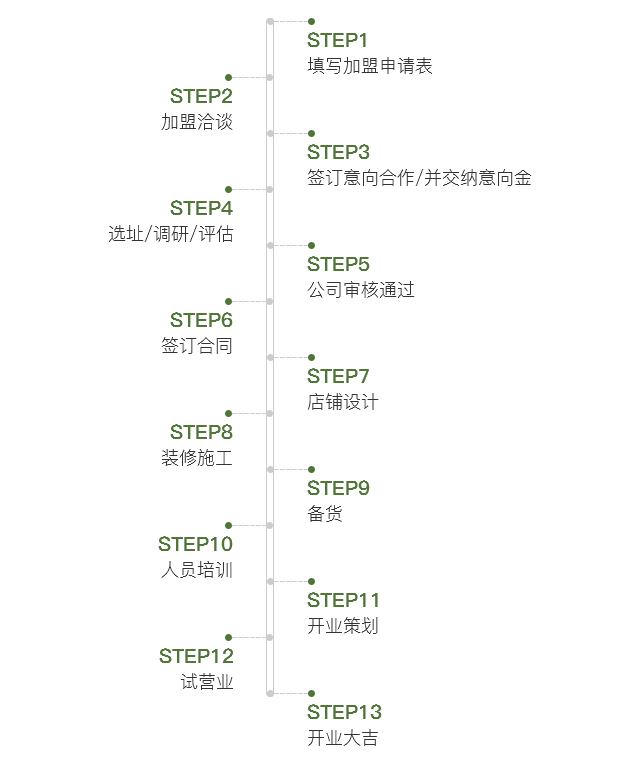 STEP1
填写加盟申请表
STEP2
加盟洽谈
STEP3
签订意向合作/并交纳意向金
STEP4
选址/调研/评估
STEP5
公司审核通过
STEP6
签订合同
STEP7
店铺设计
STEP8
装修施工
STEP9
备货
STEP10
人员培训
STEP11
开业策划
STEP12
试营业
STEP13
开业大吉